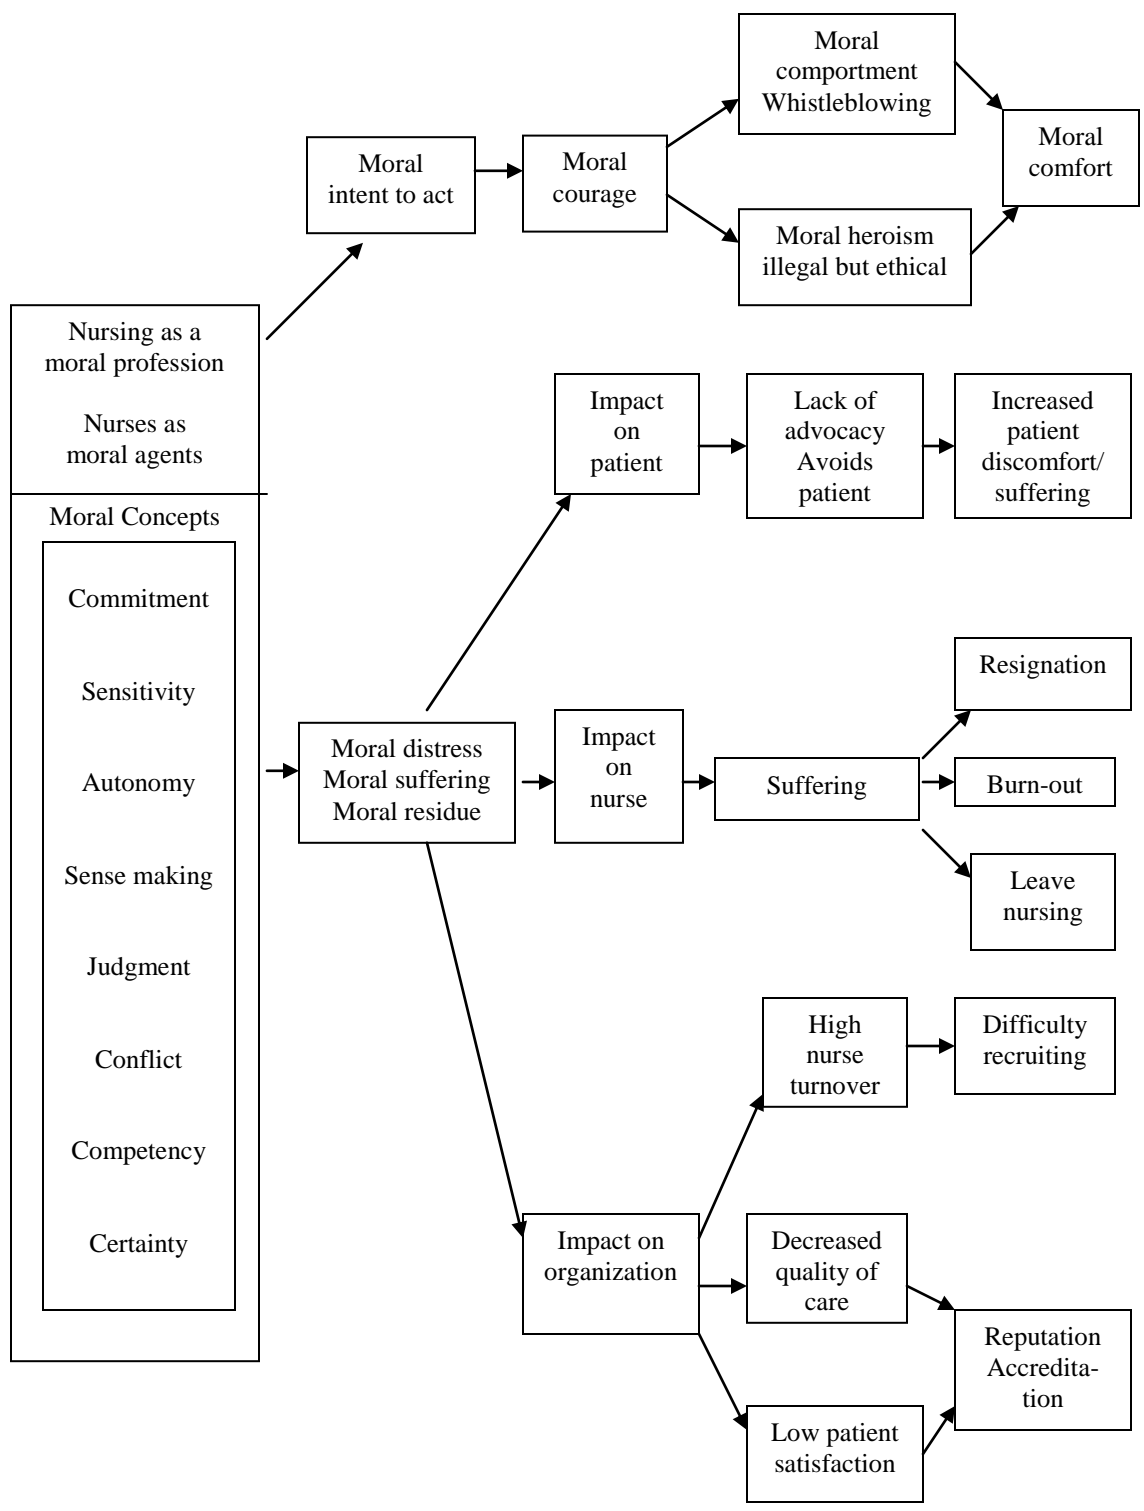 Moral
comportment
Whistleblowing
Moral
comfort
Moral
intent to act
Moral
courage
Moral heroism
illegal but ethical
Nursing as a
moral profession
Nurses as
moral agents
Moral Concepts
Commitment
Sensitivity
Autonomy
Sense making
Judgment
Conflict
Competency
Certainty
Impact
on
patient
Lack of
advocacy
Avoids
patient
Increased
patient
discomfort/
suffering
Moral distress
Moral suffering
Moral residue
Impact
on
nurse
Suffering
Resignation
Burn-out
Leave
nursing
High
nurse
turnover
Difficulty
recruiting
Impact on
organization
Decreased
quality of
care
Low patient
satisfaction
Reputation
Accredita-
tion